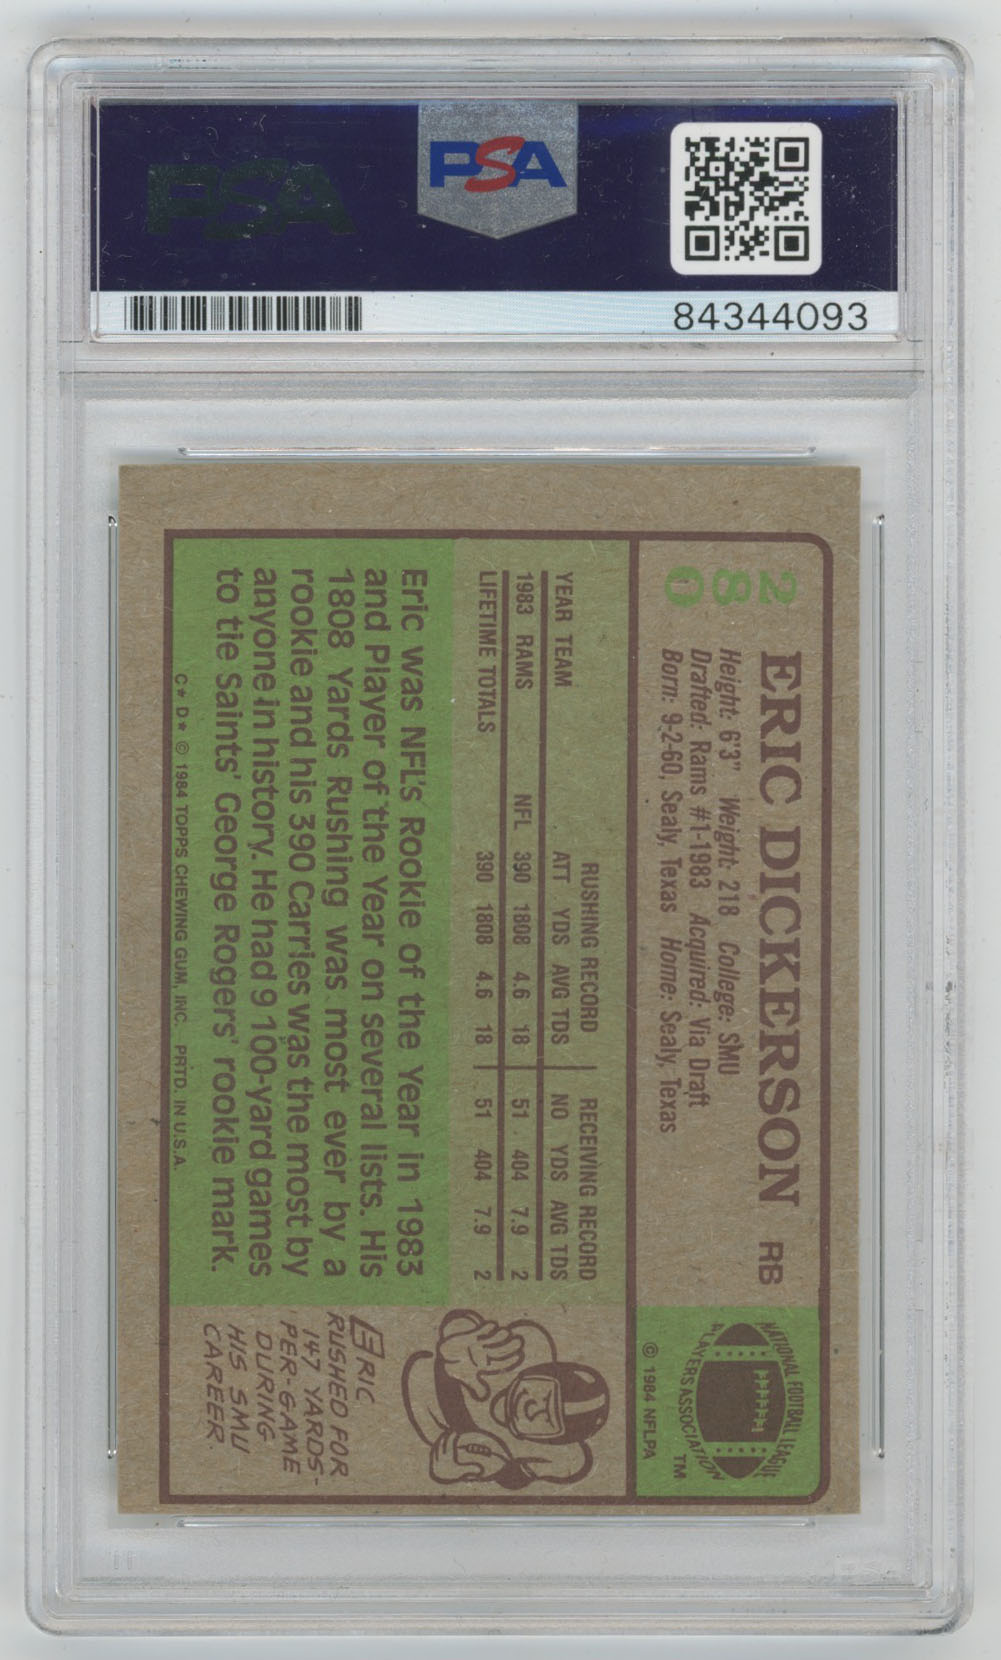 PSA
PSA
84344093
280
ERIC DICKERSON RB
Height: 6'3" Weight: 218 College: SMU
Drafted: Rams #1-1983 Acquired: Via Draft
Born: 9-2-60, Sealy, Texas Home: Sealy, Texas
NATIONAL FOOTBALL LEAGUE
PLAYERS ASSOCIATION
TM
© 1984 NFLPA
RUSHING RECORD RECEIVING RECORD
YEAR TEAM ATT YDS AVG TDS NO YDS AVG TDS
1983 RAMS NFL 390 1808 4.6 18 51 404 7.9 2
LIFETIME TOTALS 390 1808 4.6 18 51 404 7.9 2
Eric was NFL's Rookie of the Year in 1983
and Player of the Year on several lists. His
1808 Yards Rushing was most ever by a
rookie and his 390 Carries was the most by
anyone in history. He had 9 100-yard games
to tie Saints' George Rogers' rookie mark.
ERIC
RUSHED FOR
147 YARDS-
PER-GAME
DURING
HIS SMU
CAREER.
C* D* © 1984 TOPPS CHEWING GUM, INC. PRTD. IN U.S.A.